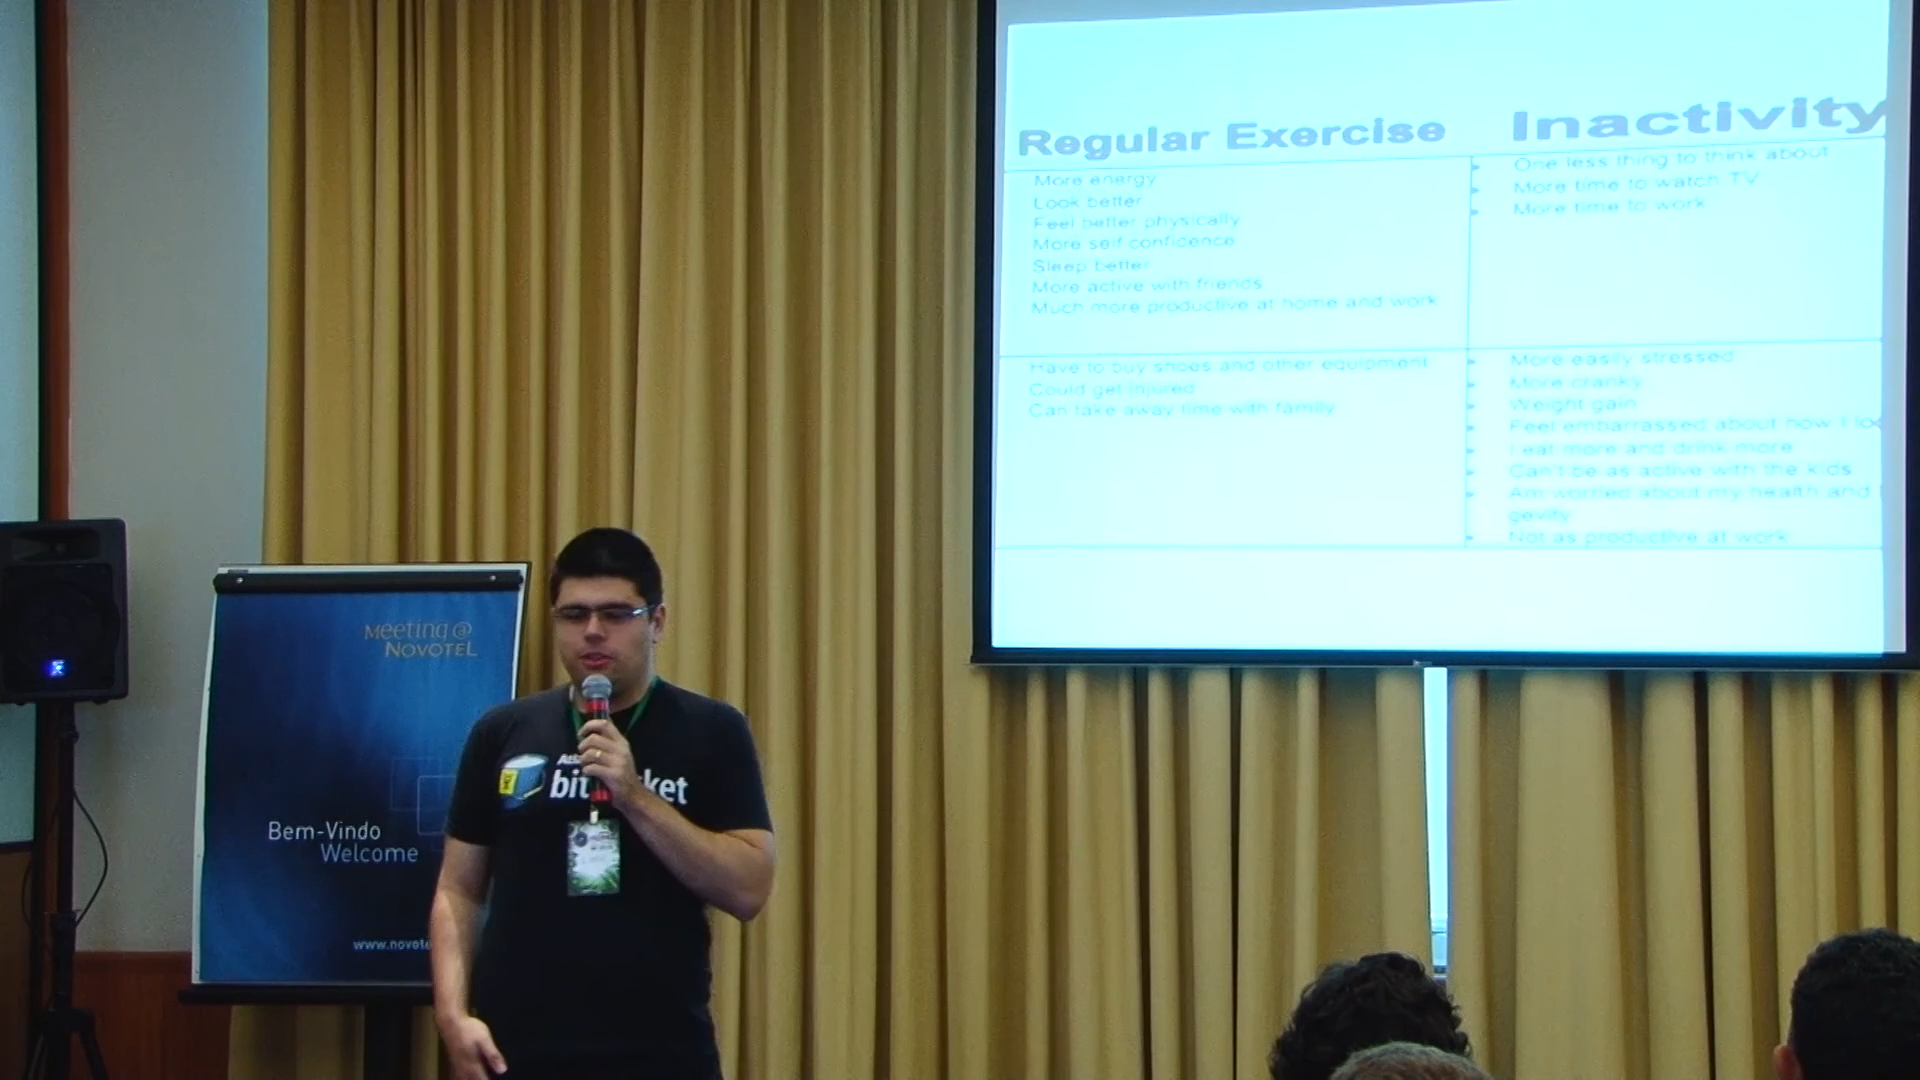 Regular Exercise
More energy
Look better
Feel better physically
More self confidence
Sleep better
More active with friends
Much more productive at home and work
Have to buy shoes and other equipment
Could get injured
Can take away time with family
Inactivity
One less thing to think about
More time to watch TV
More time to work
More easily stressed
More cranky
Weight gain
Feel embarrassed about how I loo
I eat more and drink more
Can't be as active with the kids
Am worried about my health and
gevity
Not as productive at work
Meeting @
NOVOTEL
Bem-Vindo
Welcome
www.novote
bit ket